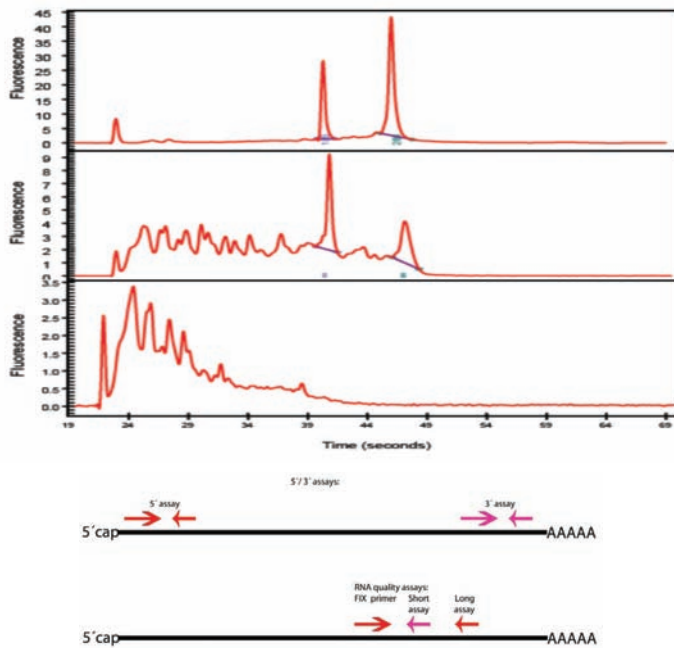 Fluorescence
45
40
35
30
25
20
15
10
5
0
Fluorescence
9
8
7
6
5
4
3
2
1
0
Fluorescence
3.5
3.0
2.5
2.0
1.5
1.0
0.5
0.0
19 24 29 34 39 44 49 54 59 64 69
Time (seconds)
5´/3´ assays:
5´ assay 3´ assay
5´cap AAAAA
RNA quality assays:
FIX primer Short assay Long assay
5´cap AAAAA